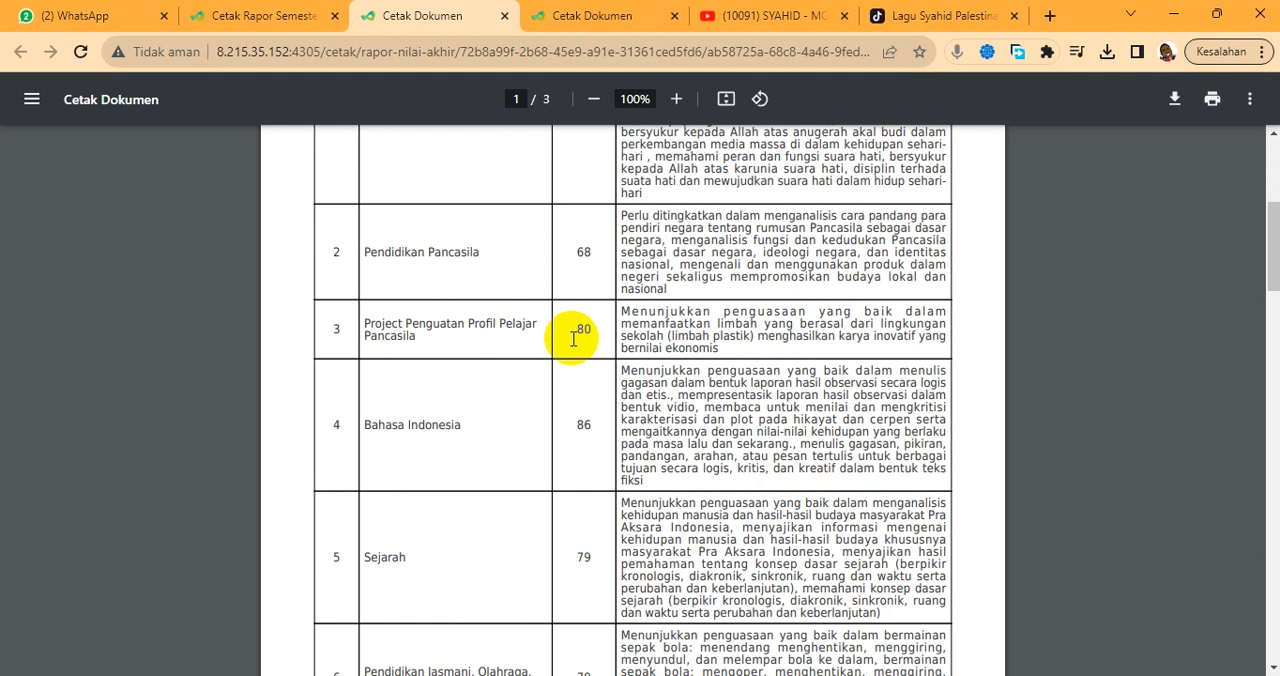 (2) WhatsApp
Cetak Rapor Semeste
Cetak Dokumen
Cetak Dokumen
(10091) SYAHID - MC
Lagu Syahid Palestina
Tidak aman
8.215.35.152:4305/cetak/rapor-nilai-akhir/72b8a99f-2b68-45e9-a91e-31361ced5fd6/ab58725a-68c8-4a46-9fed...
Kesalahan
Cetak Dokumen
1 / 3
100%
bersyukur kepada Allah atas anugerah akal budi dalam
perkembangan media massa di dalam kehidupan sehari-
hari , memahami peran dan fungsi suara hati, bersyukur
kepada Allah atas karunia suara hati, disiplin terhada
suata hati dan mewujudkan suara hati dalam hidup sehari-
hari
2
Pendidikan Pancasila
68
Perlu ditingkatkan dalam menganalisis cara pandang para
pendiri negara tentang rumusan Pancasila sebagai dasar
negara, menganalisis fungsi dan kedudukan Pancasila
sebagai dasar negara, ideologi negara, dan identitas
nasional, mengenali dan menggunakan produk dalam
negeri sekaligus mempromosikan budaya lokal dan
nasional
3
Project Penguatan Profil Pelajar
Pancasila
80
Menunjukkan penguasaan yang baik dalam
memanfaatkan limbah yang berasal dari lingkungan
sekolah (limbah plastik) menghasilkan karya inovatif yang
bernilai ekonomis
4
Bahasa Indonesia
86
Menunjukkan penguasaan yang baik dalam menulis
gagasan dalam bentuk laporan hasil observasi secara logis
dan etis., mempresentasik laporan hasil observasi dalam
bentuk vidio, membaca untuk menilai dan mengkritisi
karakterisasi dan plot pada hikayat dan cerpen serta
mengaitkannya dengan nilai-nilai kehidupan yang berlaku
pada masa lalu dan sekarang., menulis gagasan, pikiran,
pandangan, arahan, atau pesan tertulis untuk berbagai
tujuan secara logis, kritis, dan kreatif dalam bentuk teks
fiksi
5
Sejarah
79
Menunjukkan penguasaan yang baik dalam menganalisis
kehidupan manusia dan hasil-hasil budaya masyarakat Pra
Aksara Indonesia, menyajikan informasi mengenai
kehidupan manusia dan hasil-hasil budaya khususnya
masyarakat Pra Aksara Indonesia, menyajikan hasil
pemahaman tentang konsep dasar sejarah (berpikir
kronologis, diakronik, sinkronik, ruang dan waktu serta
perubahan dan keberlanjutan), memahami konsep dasar
sejarah (berpikir kronologis, diakronik, sinkronik, ruang
dan waktu serta perubahan dan keberlanjutan)
Pendidikan Jasmani, Olahraga,
Menunjukkan penguasaan yang baik dalam bermainan
sepak bola: menendang menghentikan, menggiring,
menyundul, dan melempar bola ke dalam, bermainan
sepak bola: mengoper, menghentikan, menggiring,